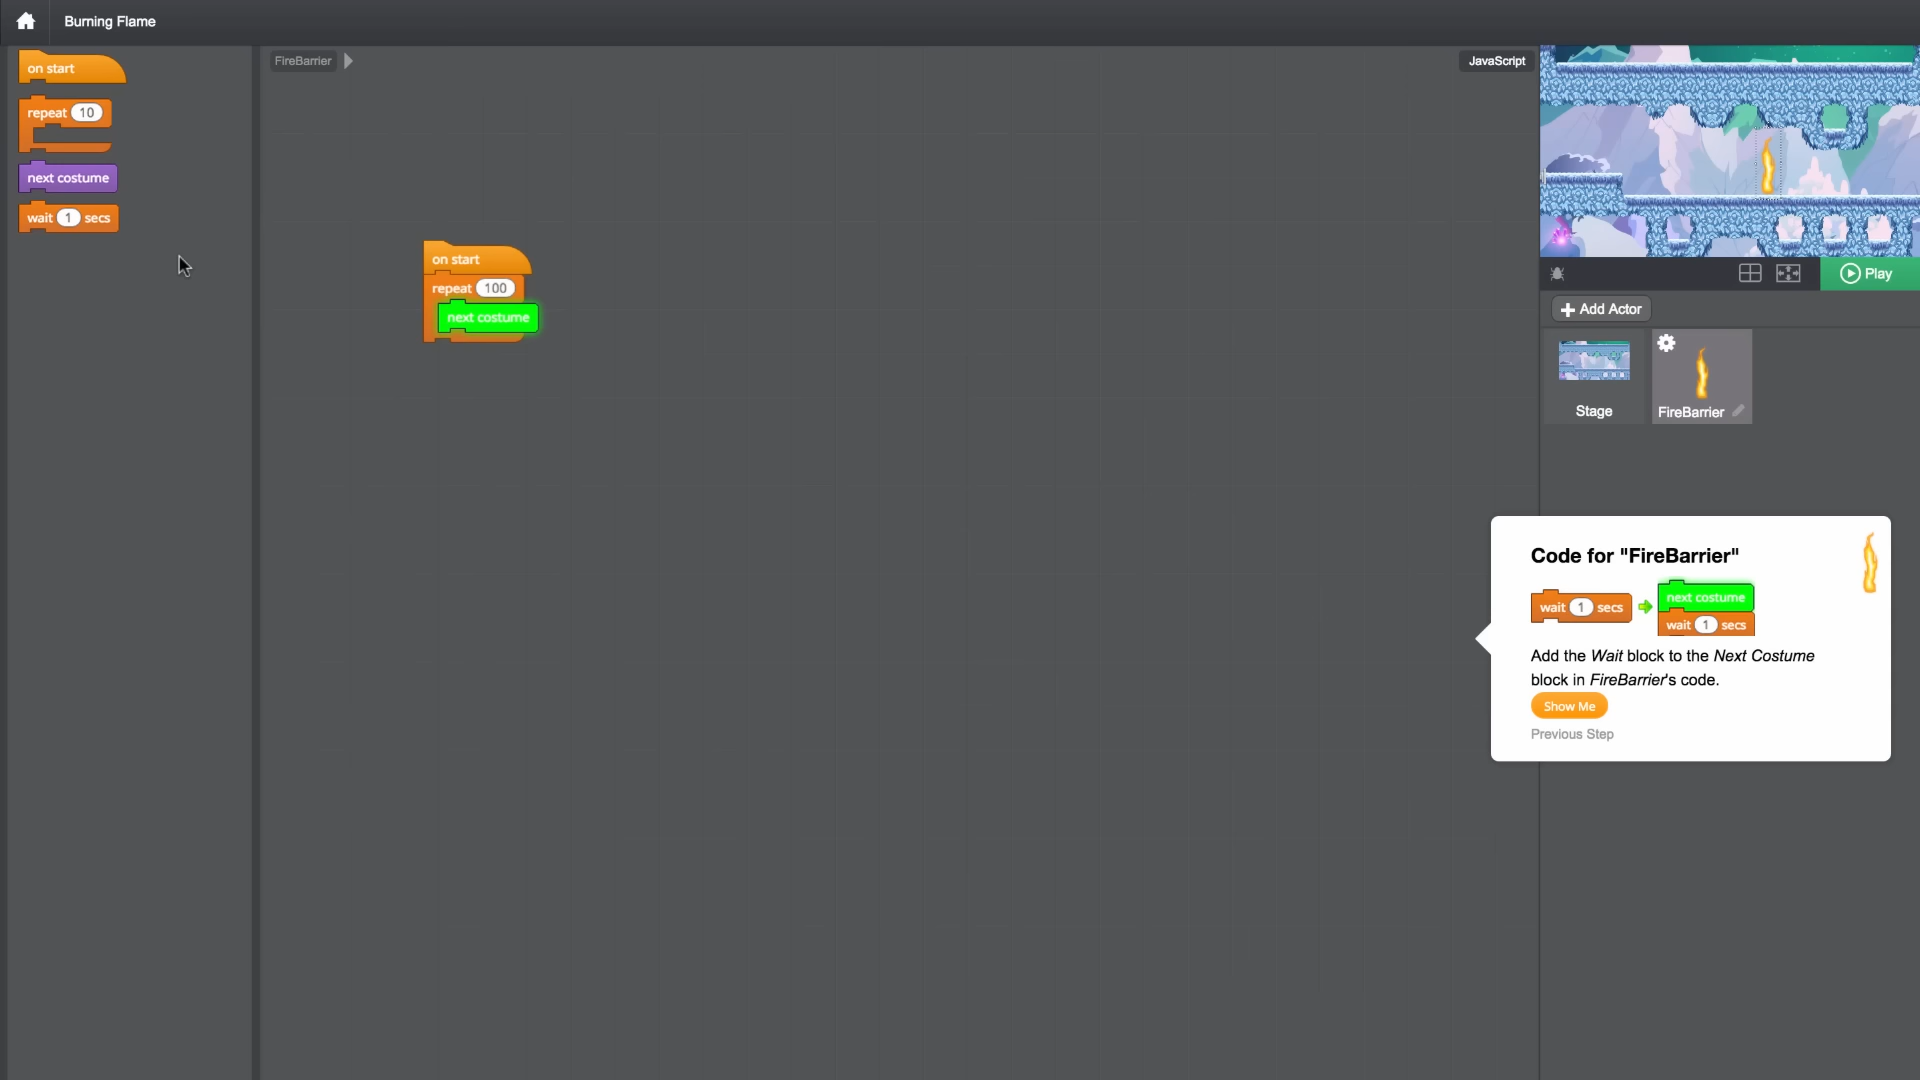 Burning Flame
on start
repeat 10
next costume
wait 1 secs
FireBarrier
JavaScript
on start
repeat 100
next costume
Play
Add Actor
Stage
FireBarrier
Code for "FireBarrier"
wait 1 secs
next costume
wait 1 secs
Add the Wait block to the Next Costume
block in FireBarrier's code.
Show Me
Previous Step